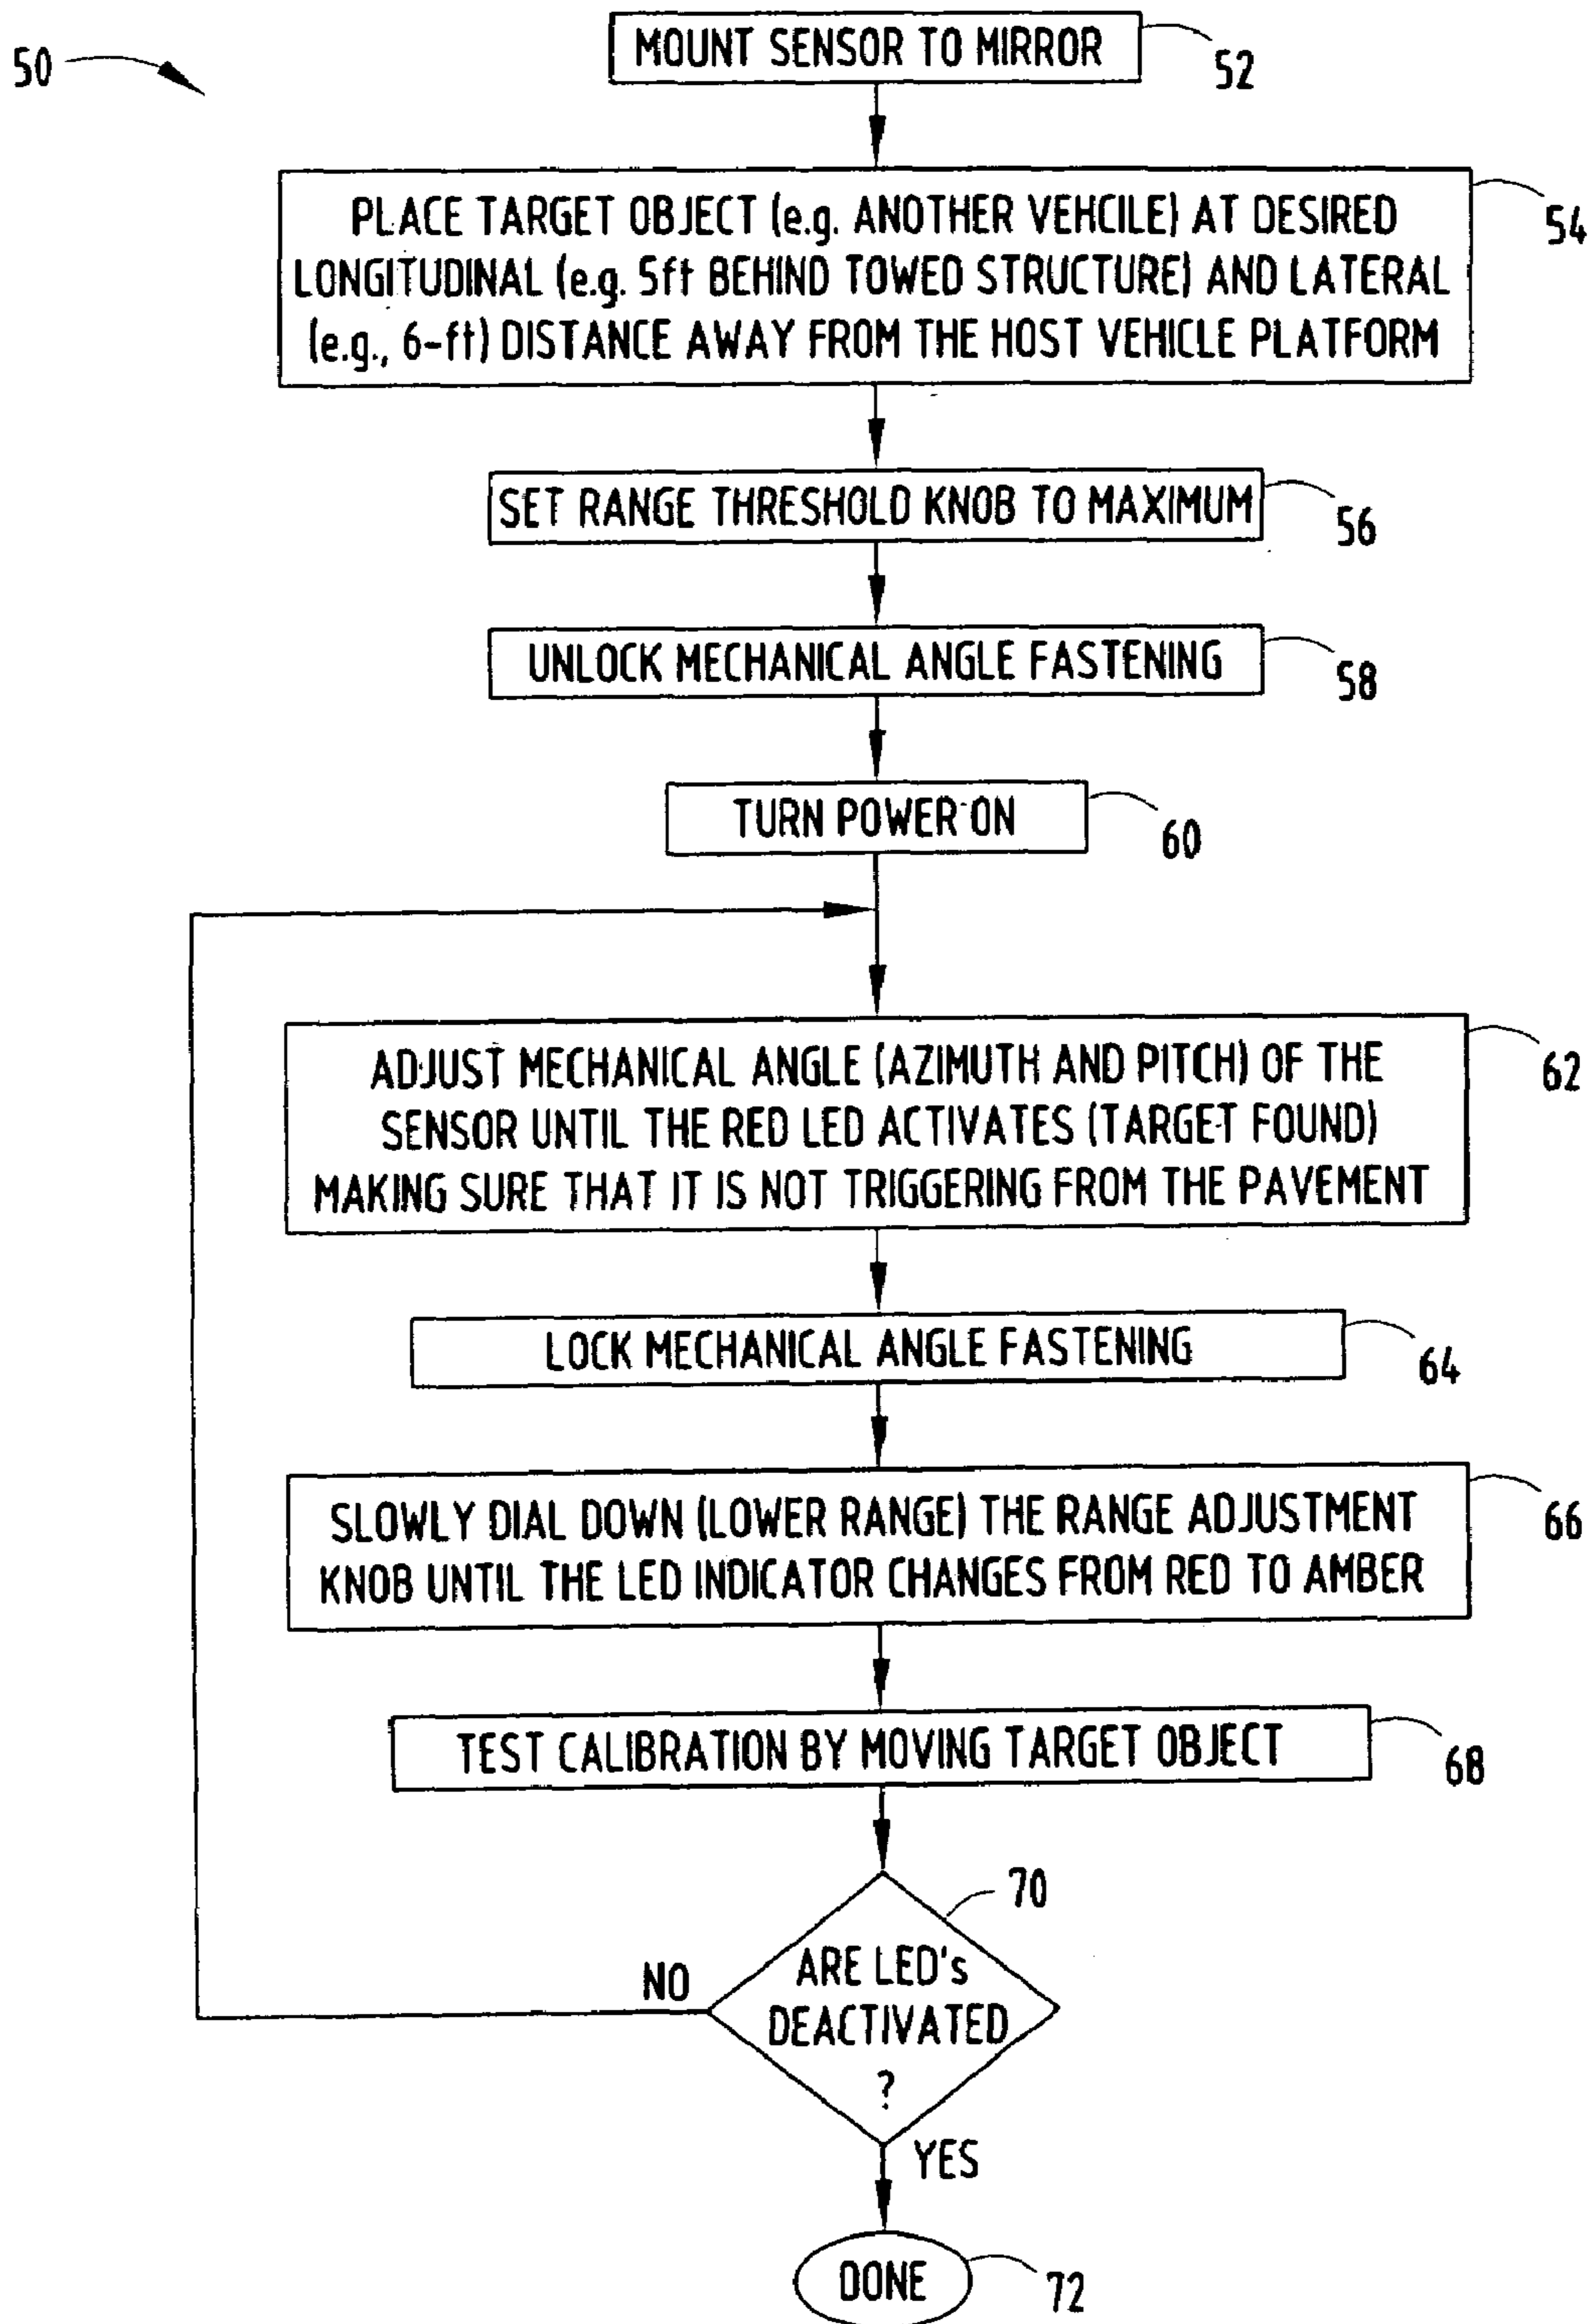 50
MOUNT SENSOR TO MIRROR
52
PLACE TARGET OBJECT (e.g. ANOTHER VEHCILE) AT DESIRED
LONGITUDINAL (e.g. 5ft BEHIND TOWED STRUCTURE) AND LATERAL
(e.g., 6-ft) DISTANCE AWAY FROM THE HOST VEHICLE PLATFORM
54
SET RANGE THRESHOLD KNOB TO MAXIMUM
56
UNLOCK MECHANICAL ANGLE FASTENING
58
TURN POWER ON
60
ADJUST MECHANICAL ANGLE (AZIMUTH AND PITCH) OF THE
SENSOR UNTIL THE RED LED ACTIVATES (TARGET FOUND)
MAKING SURE THAT IT IS NOT TRIGGERING FROM THE PAVEMENT
62
LOCK MECHANICAL ANGLE FASTENING
64
SLOWLY DIAL DOWN (LOWER RANGE) THE RANGE ADJUSTMENT
KNOB UNTIL THE LED INDICATOR CHANGES FROM RED TO AMBER
66
TEST CALIBRATION BY MOVING TARGET OBJECT
68
70
ARE LED's
DEACTIVATED
?
NO
YES
DONE
72